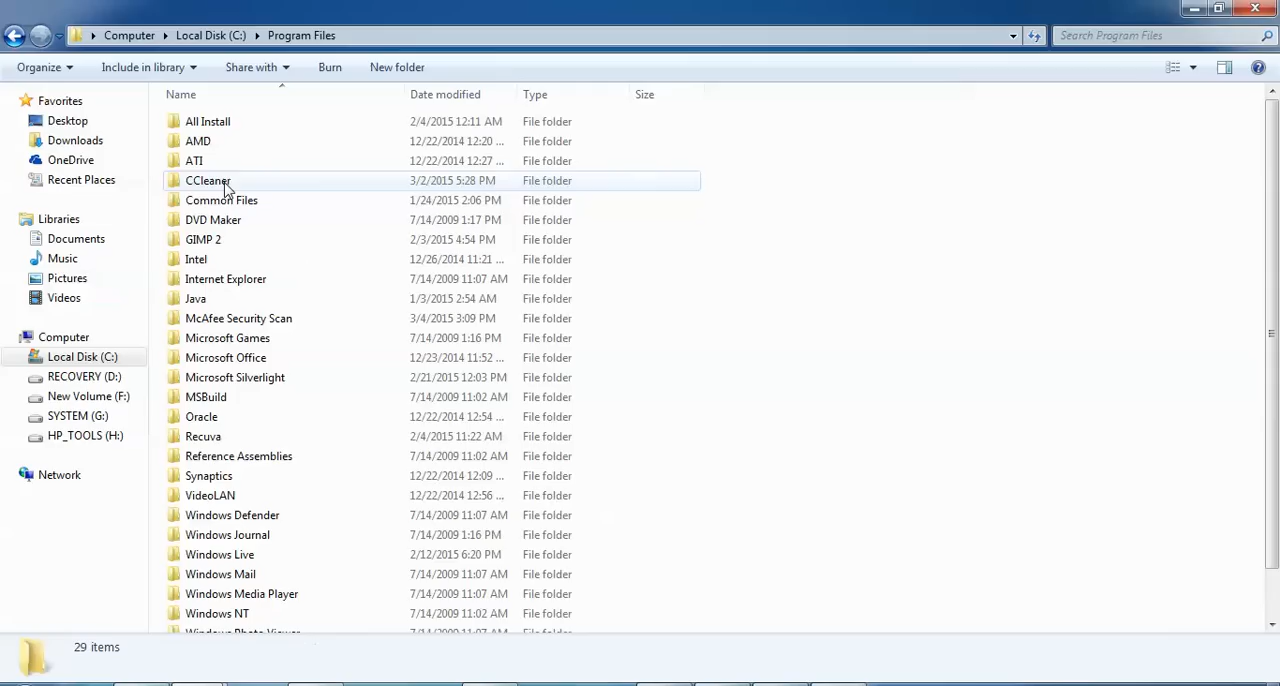 Computer Local Disk (C:) Program Files Search Program Files
Organize Include in library Share with Burn New folder
Name Date modified Type Size
Favorites
Desktop
Downloads
OneDrive
Recent Places
Libraries
Documents
Music
Pictures
Videos
Computer
Local Disk (C:)
RECOVERY (D:)
New Volume (F:)
SYSTEM (G:)
HP_TOOLS (H:)
Network
All Install 2/4/2015 12:11 AM File folder
AMD 12/22/2014 12:20 ... File folder
ATI 12/22/2014 12:27 ... File folder
CCleaner 3/2/2015 5:28 PM File folder
Common Files 1/24/2015 2:06 PM File folder
DVD Maker 7/14/2009 1:17 PM File folder
GIMP 2 2/3/2015 4:54 PM File folder
Intel 12/26/2014 11:21 ... File folder
Internet Explorer 7/14/2009 11:07 AM File folder
Java 1/3/2015 2:54 AM File folder
McAfee Security Scan 3/4/2015 3:09 PM File folder
Microsoft Games 7/14/2009 1:16 PM File folder
Microsoft Office 12/23/2014 11:52 ... File folder
Microsoft Silverlight 2/21/2015 12:03 PM File folder
MSBuild 7/14/2009 11:02 AM File folder
Oracle 12/22/2014 12:54 ... File folder
Recuva 2/4/2015 11:22 AM File folder
Reference Assemblies 7/14/2009 11:02 AM File folder
Synaptics 12/22/2014 12:09 ... File folder
VideoLAN 12/22/2014 12:56 ... File folder
Windows Defender 7/14/2009 11:07 AM File folder
Windows Journal 7/14/2009 1:16 PM File folder
Windows Live 2/12/2015 6:20 PM File folder
Windows Mail 7/14/2009 11:07 AM File folder
Windows Media Player 7/14/2009 11:07 AM File folder
Windows NT 7/14/2009 11:02 AM File folder
Windows Photo Viewer 7/14/2009 11:07 AM File folder
29 items